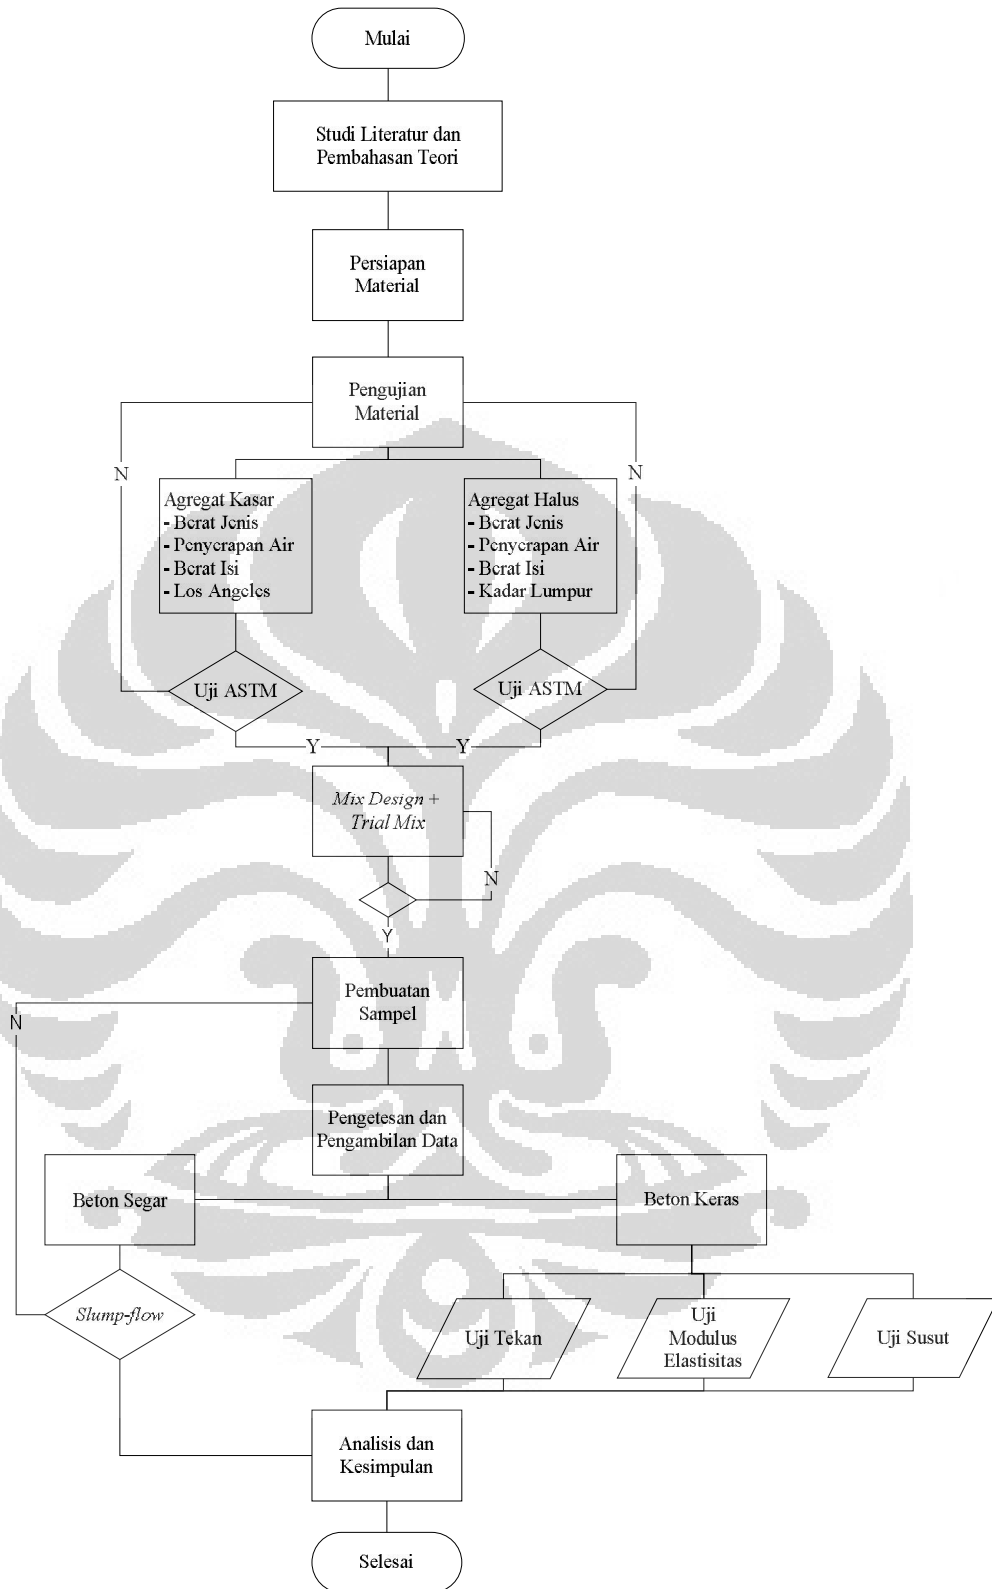 Mulai
Studi Literatur dan
Pembahasan Teori
Persiapan
Material
Pengujian
Material
N
N
Agregat Kasar
- Berat Jenis
- Penyerapan Air
- Berat Isi
- Los Angeles
Agregat Halus
- Berat Jenis
- Penyerapan Air
- Berat Isi
- Kadar Lumpur
Uji ASTM
Uji ASTM
Y
Y
Mix Design +
Trial Mix
N
Y
Pembuatan
Sampel
N
Pengetesan dan
Pengambilan Data
Beton Segar
Beton Keras
Slump-flow
Uji Tekan
Uji
Modulus
Elastisitas
Uji Susut
Analisis dan
Kesimpulan
Selesai